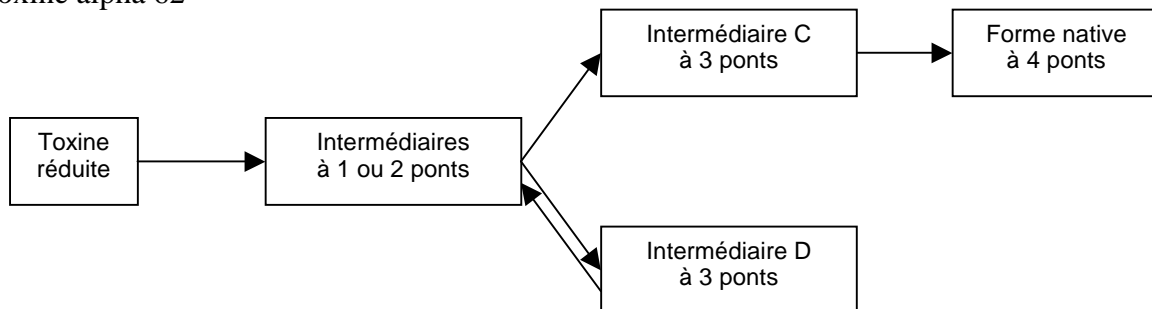 alpha 62
Intermédiaire C
à 3 ponts
Forme native
à 4 ponts
Toxine
réduite
Intermédiaires
à 1 ou 2 ponts
Intermédiaire D
à 3 ponts